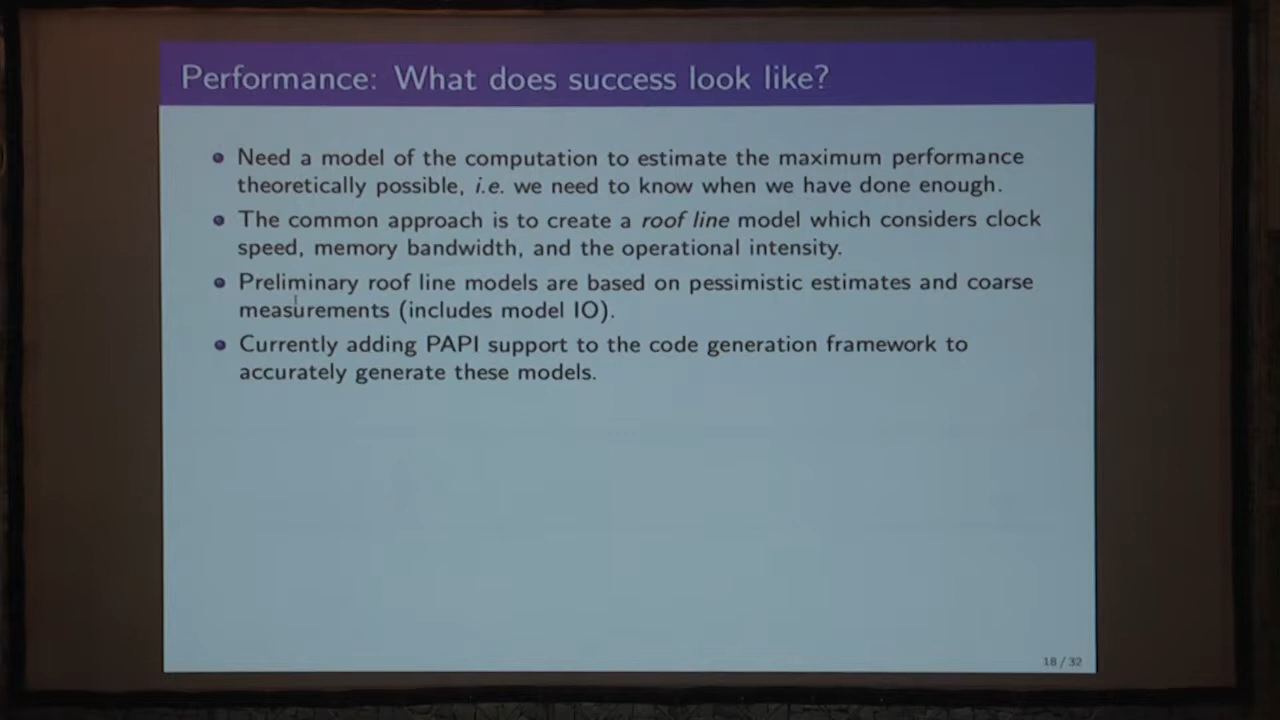 Performance: What does success look like?
Need a model of the computation to estimate the maximum performance
theoretically possible, i.e. we need to know when we have done enough.
The common approach is to create a roof line model which considers clock
speed, memory bandwidth, and the operational intensity.
Preliminary roof line models are based on pessimistic estimates and coarse
measurements (includes model IO).
Currently adding PAPI support to the code generation framework to
accurately generate these models.
18 / 32